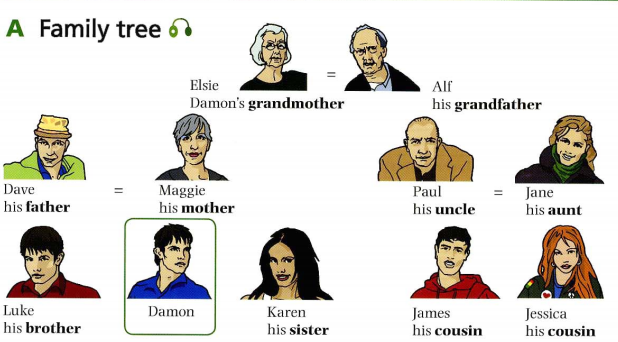 A Family tree
Elsie = Alf
Damon's grandmother his grandfather
Dave = Maggie Paul = Jane
his father his mother his uncle his aunt
Luke Damon Karen James Jessica
his brother his sister his cousin his cousin